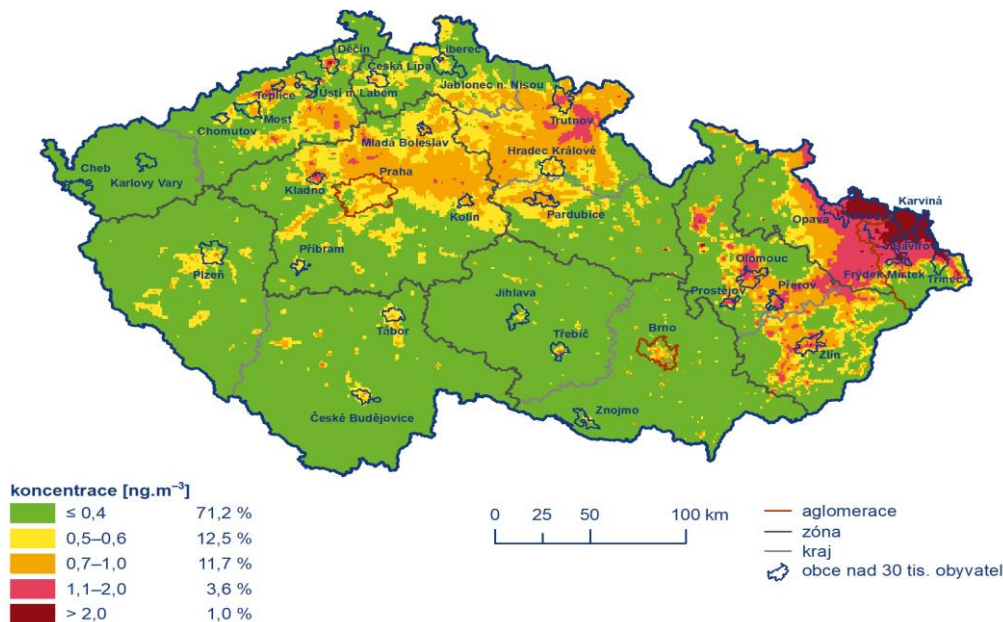 Děčín
Liberec
Česká Lípa
Jablonec n. Nisou
Teplice
Ústí n. Labem
Most
Chomutov
Trutnov
Mladá Boleslav
Hradec Králové
Cheb
Karlovy Vary
Praha
Kladno
Kolín
Pardubice
Karviná
Opava
Havířov
Příbram
Plzeň
Olomouc
Frýdek-Místek
Třinec
Prostějov
Přerov
Jihlava
Tábor
Třebíč
Brno
Zlín
České Budějovice
Znojmo
koncentrace [ng.m⁻³]
≤ 0,4 71,2 %
0,5–0,6 12,5 %
0,7–1,0 11,7 %
1,1–2,0 3,6 %
> 2,0 1,0 %
0 25 50 100 km
aglomerace
zóna
kraj
obce nad 30 tis. obyvatel